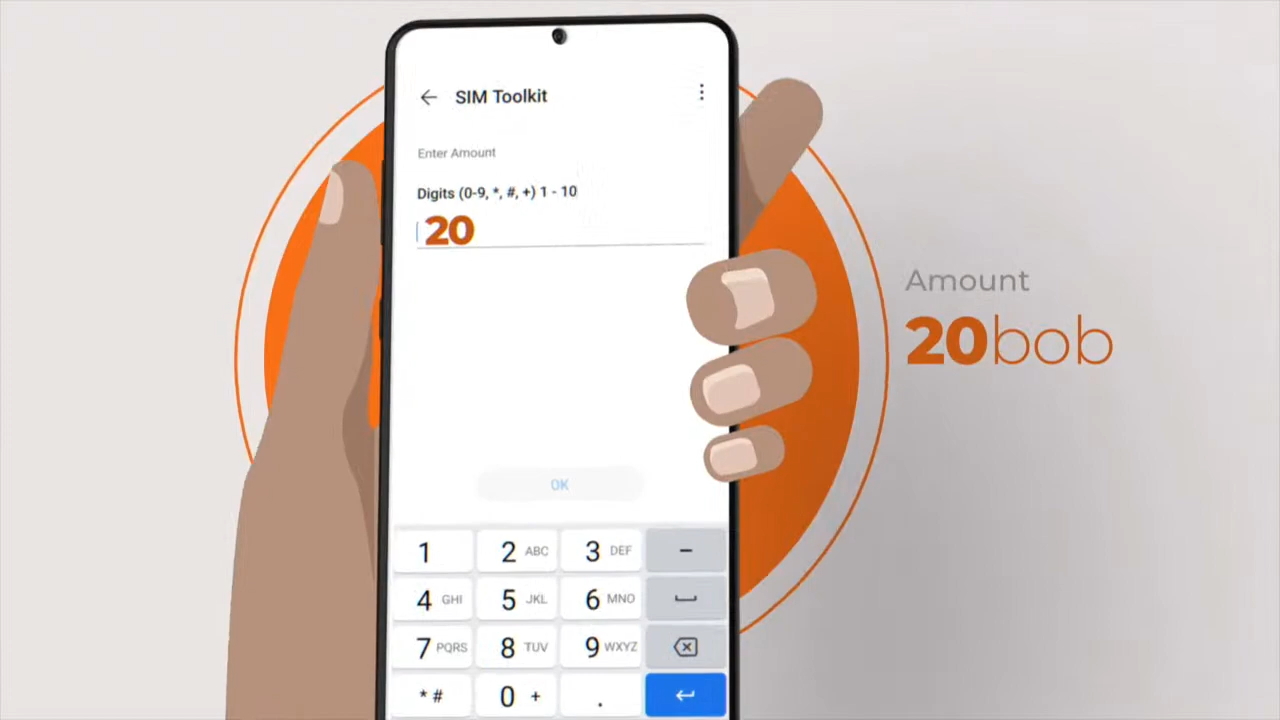 SIM Toolkit
Enter Amount
Digits (0-9, *, #, +) 1 - 10
20
Amount
20bob
OK
1
2 ABC
3 DEF
-
4 GHI
5 JKL
6 MNO
7 PQRS
8 TUV
9 WXYZ
* #
0 +
.